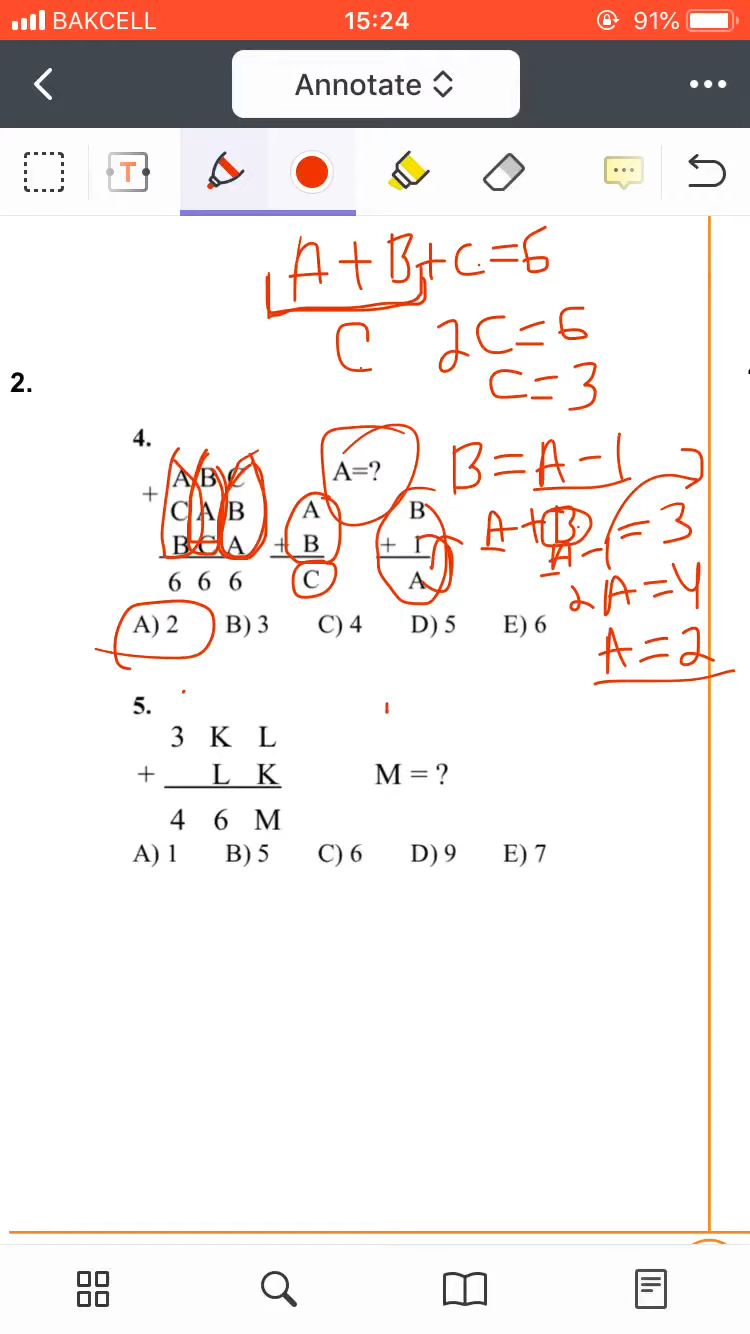 BAKCELL 15:24 91%
Annotate
T
A + B + C = 6
C 2C = 6
C = 3
2.
4.
A B C
+ C A B
B C A
6 6 6
A
+ B
C
A=?
B
+ 1
A
B = A - 1
A + B = 3
A - 1
2A = 4
A = 2
A) 2 B) 3 C) 4 D) 5 E) 6
5.
3 K L
+ L K
4 6 M
M = ?
A) 1 B) 5 C) 6 D) 9 E) 7